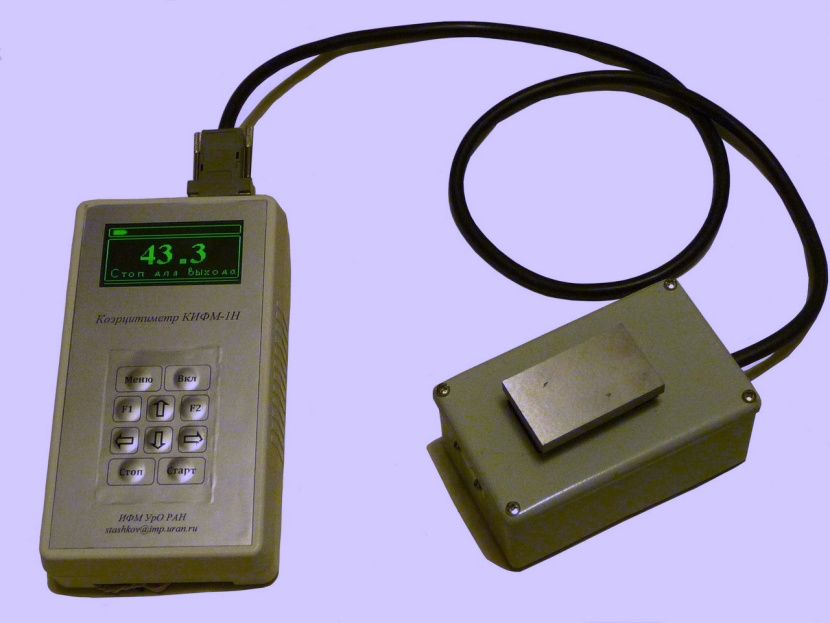 43.3
Стоп для выхода
Коэрцитиметр КИФМ-1Н
Меню Вкл
F1 F2
Стоп Старт
ИФМ УрО РАН
stashkov@imp.uran.ru